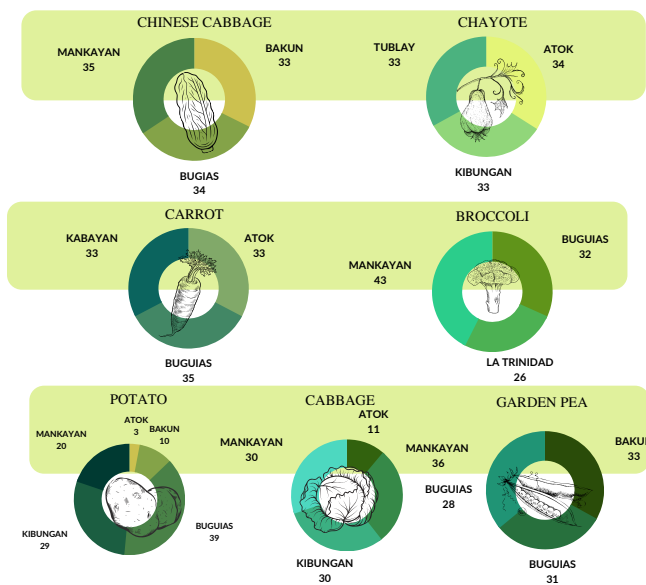 CHINESE CABBAGE
MANKAYAN
35
BAKUN
33
BUGIAS
34
CHAYOTE
TUBLAY
33
ATOK
34
KIBUNGAN
33
CARROT
KABAYAN
33
ATOK
33
BUGUIAS
35
BROCCOLI
MANKAYAN
43
BUGUIAS
32
LA TRINIDAD
26
POTATO
ATOK
3
BAKUN
10
MANKAYAN
20
KIBUNGAN
29
BUGUIAS
39
CABBAGE
ATOK
11
MANKAYAN
30
BUGUIAS
28
KIBUNGAN
30
GARDEN PEA
MANKAYAN
36
BAKU
33
BUGUIAS
31